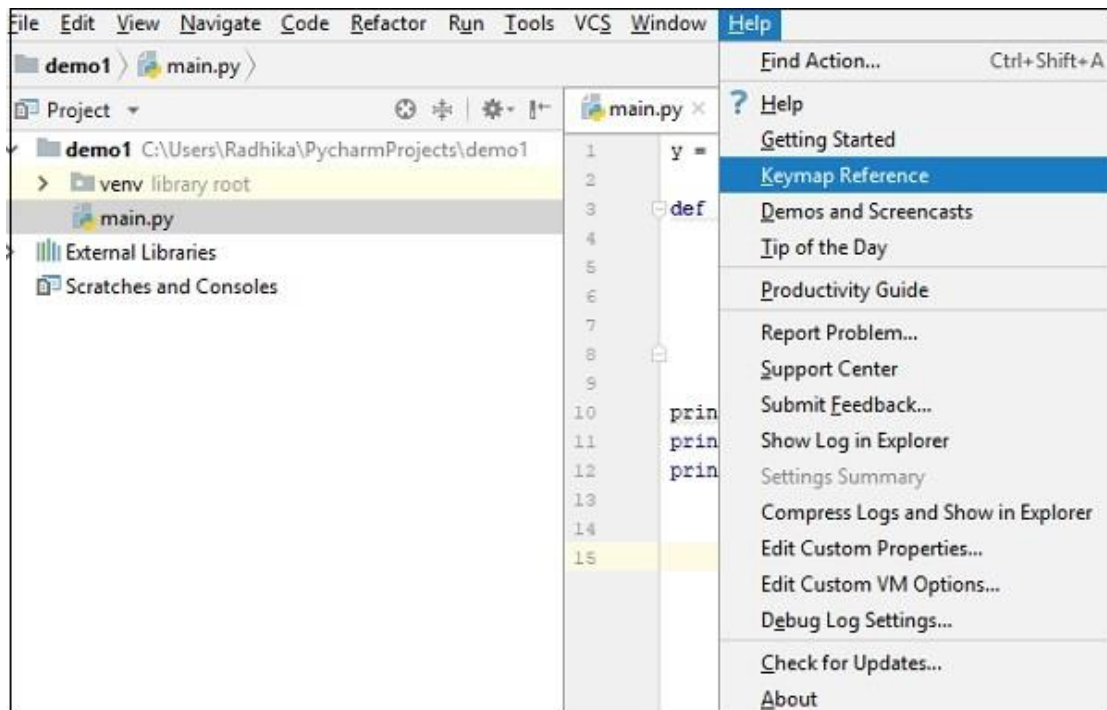 File Edit View Navigate Code Refactor Run Tools VCS Window Help
demo1 main.py
Project
demo1 C:\Users\Radhika\PycharmProjects\demo1
venv library root
main.py
External Libraries
Scratches and Consoles
main.py
1 y =
2
3 def
4
5
6
7
8
9
10 prin
11 prin
12 prin
13
14
15
Find Action... Ctrl+Shift+A
? Help
Getting Started
Keymap Reference
Demos and Screencasts
Tip of the Day
Productivity Guide
Report Problem...
Support Center
Submit Feedback...
Show Log in Explorer
Settings Summary
Compress Logs and Show in Explorer
Edit Custom Properties...
Edit Custom VM Options...
Debug Log Settings...
Check for Updates...
About